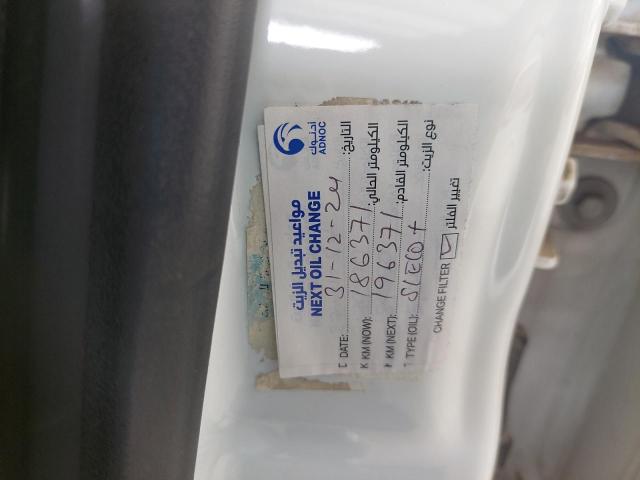 أدنوك
ADNOC
مواعيد تبديل الزيت
NEXT OIL CHANGE
DATE: 31-12-24 التاريخ:
KM (NOW): 186371 الكيلومتر الحالي:
KM (NEXT): 196371 الكيلومتر القادم:
TYPE (OIL): نوع الزيت:
CHANGE FILTER ☑ تغيير الفلتر